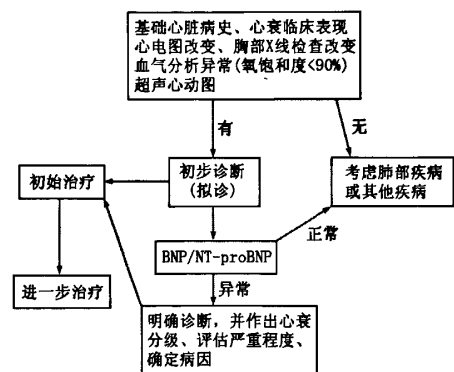 基础心脏病史、心衰临床表现
心电图改变、胸部X线检查改变
血气分析异常(氧饱和度<90%)
超声心动图
有
无
初始治疗
初步诊断
(拟诊)
考虑肺部疾病
或其他疾病
正常
BNP/NT-proBNP
进一步治疗
异常
明确诊断，并作出心衰
分级、评估严重程度、
确定病因